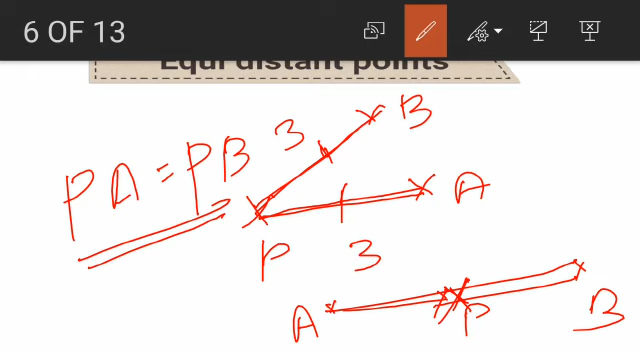 6 OF 13
Equi distant points
PA = PB
3
B
A
P
3
A
P
B